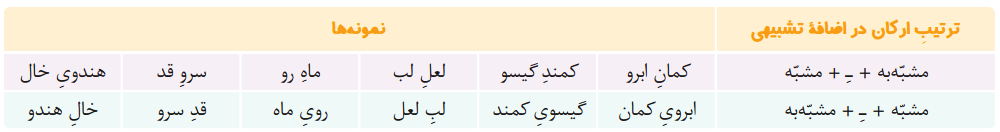 ترتیبِ ارکان در اضافهٔ تشبیهی	نمونه‌ها
مشبّه‌به + ـِ + مشبّه	کمانِ ابرو	کمندِ گیسو	لعلِ لب	ماهِ رو	سروِ قد	هندویِ خال
مشبّه + ـِ + مشبّه‌به	ابرویِ کمان	گیسویِ کمند	لبِ لعل	رویِ ماه	قدِ سرو	خالِ هندو